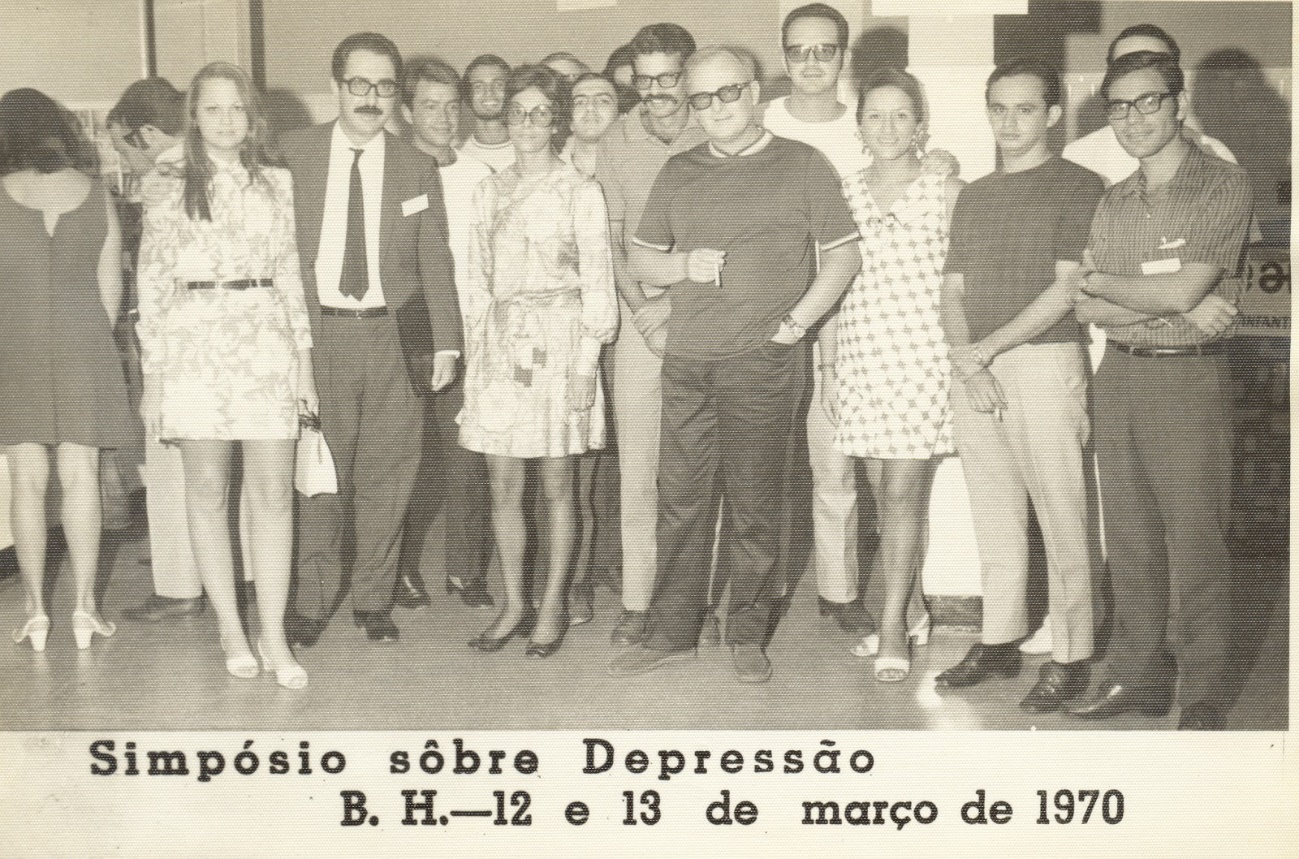 Simpósio sôbre Depressão
B. H.—12 e 13 de março de 1970